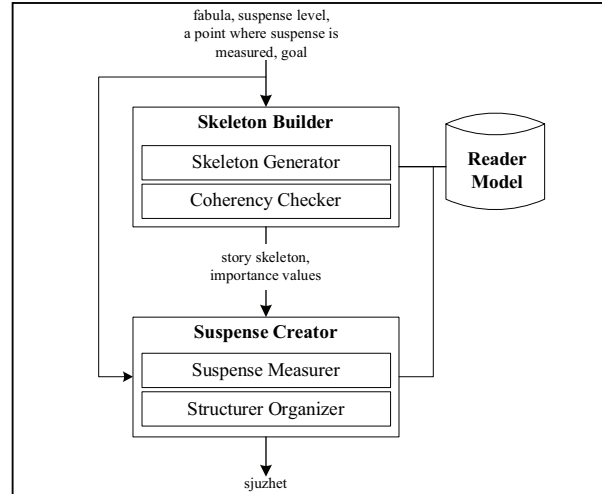 fabula, suspense level,
a point where suspense is
measured, goal
Skeleton Builder
Skeleton Generator
Coherency Checker
Reader
Model
story skeleton,
importance values
Suspense Creator
Suspense Measurer
Structurer Organizer
sjuzhet